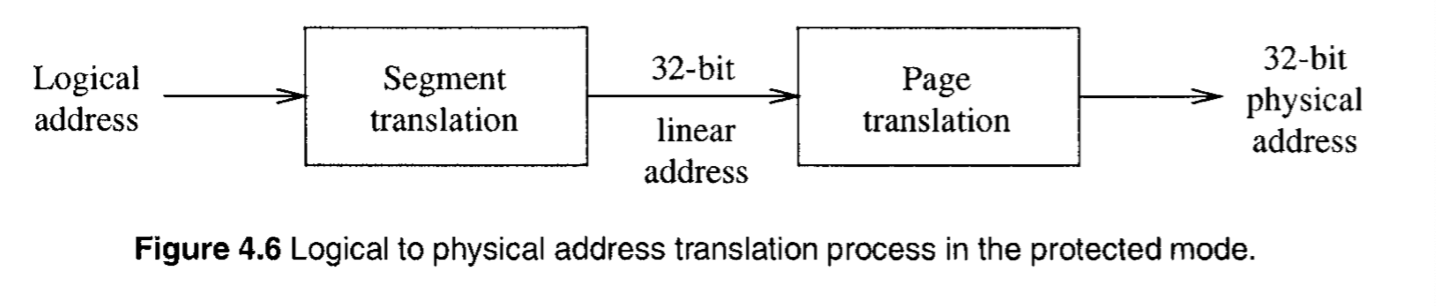 Logical
address
Segment
translation
32-bit
linear
address
Page
translation
32-bit
physical
address
Figure 4.6 Logical to physical address translation process in the protected mode.